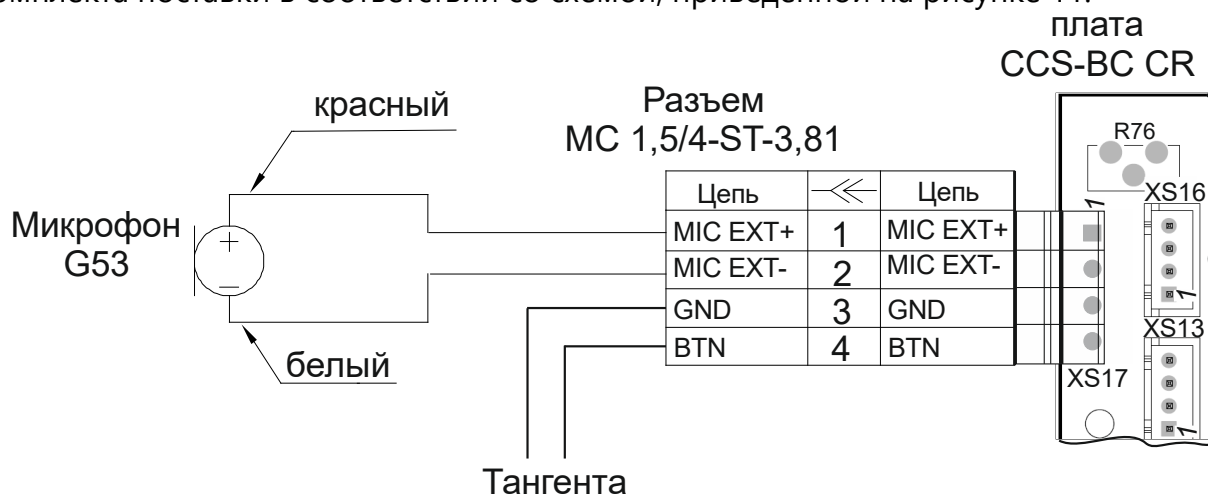 комплекта поставки в соответствии со схемой, приведенной на рисунке 44.
плата
CCS-BC CR
красный
Разъем
МС 1,5/4-ST-3,81
R76
XS16
1
1
Микрофон
G53
+
–
Цепь Цепь
MIC EXT+ 1 MIC EXT+
MIC EXT- 2 MIC EXT-
GND 3 GND
BTN 4 BTN
XS13
XS17
1
белый
Тангента